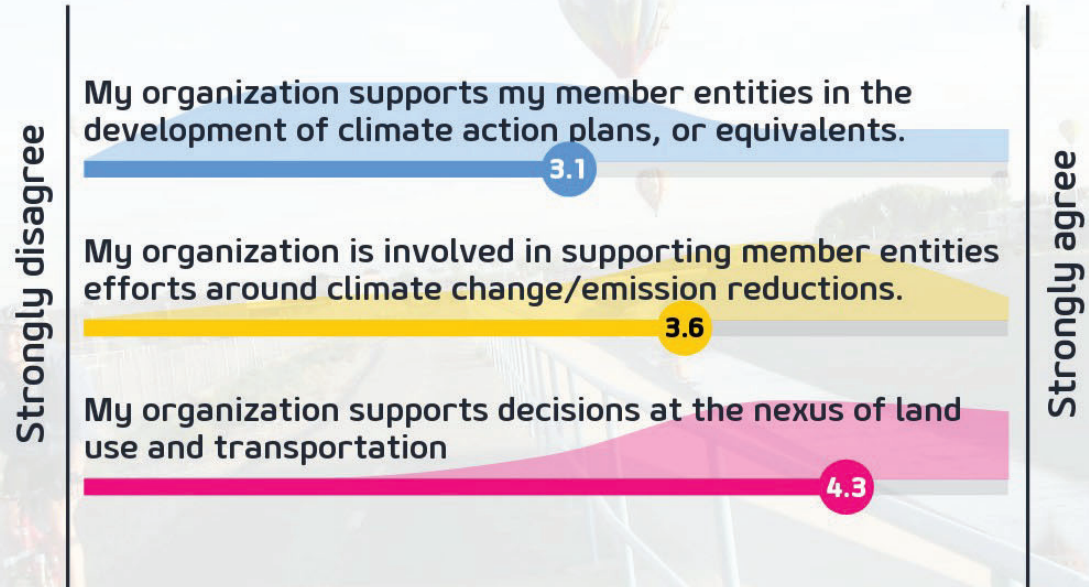 Strongly disagree
My organization supports my member entities in the
development of climate action plans, or equivalents.
3.1
My organization is involved in supporting member entities
efforts around climate change/emission reductions.
3.6
My organization supports decisions at the nexus of land
use and transportation
4.3
Strongly agree